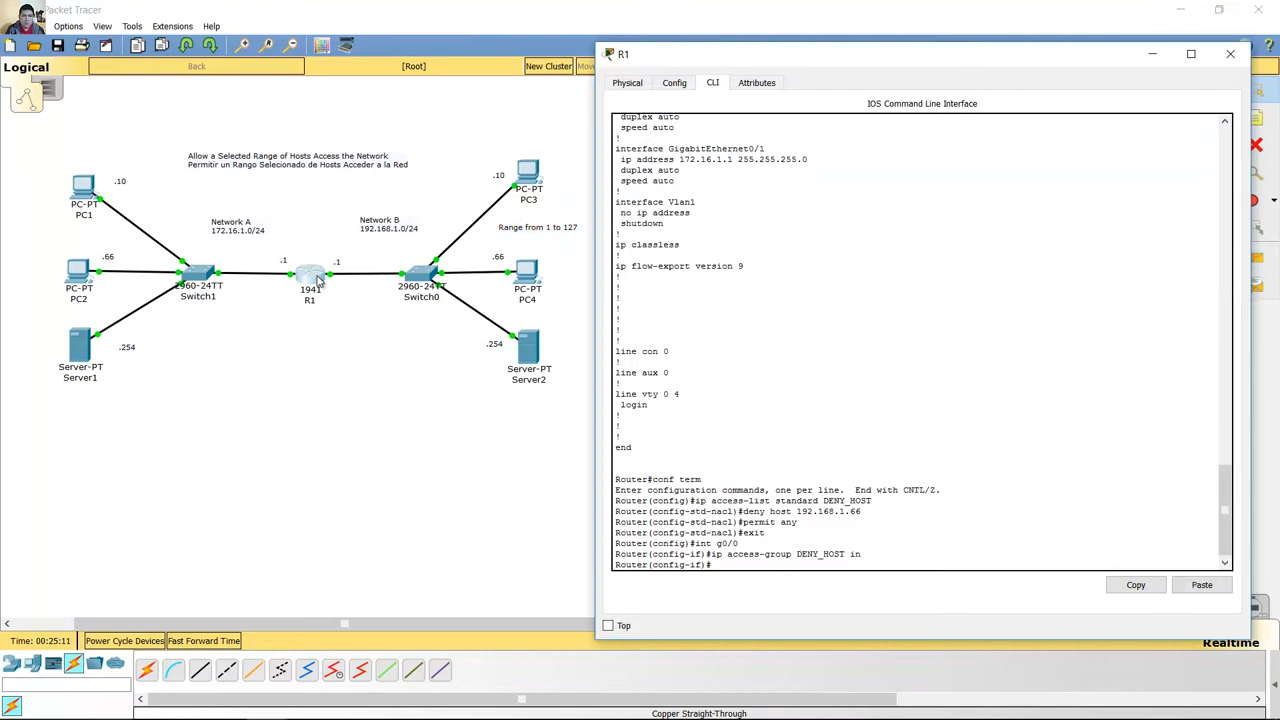 Packet Tracer
Options View Tools Extensions Help
Logical
Back
[Root]
New Cluster
Allow a Selected Range of Hosts Access the Network
Permitir un Rango Selecionado de Hosts Acceder a la Red
.10
PC-PT
PC1
Network A
172.16.1.0/24
Network B
192.168.1.0/24
.10
PC-PT
PC3
Range from 1 to 127
.66
PC-PT
PC2
2960-24TT
Switch1
.1
.1
1941
R1
2960-24TT
Switch0
.66
PC-PT
PC4
.254
Server-PT
Server1
.254
Server-PT
Server2
R1
Physical Config CLI Attributes
IOS Command Line Interface
duplex auto
speed auto
!
interface GigabitEthernet0/1
ip address 172.16.1.1 255.255.255.0
duplex auto
speed auto
!
interface Vlan1
no ip address
shutdown
!
ip classless
!
ip flow-export version 9
!
!
!
!
!
!
!
line con 0
!
line aux 0
!
line vty 0 4
login
!
!
!
end
Router#conf term
Enter configuration commands, one per line.  End with CNTL/Z.
Router(config)#ip access-list standard DENY_HOST
Router(config-std-nacl)#deny host 192.168.1.66
Router(config-std-nacl)#permit any
Router(config-std-nacl)#exit
Router(config)#int g0/0
Router(config-if)#ip access-group DENY_HOST in
Router(config-if)#
Copy
Paste
Top
Time: 00:25:11
Power Cycle Devices
Fast Forward Time
Realtime
Copper Straight-Through